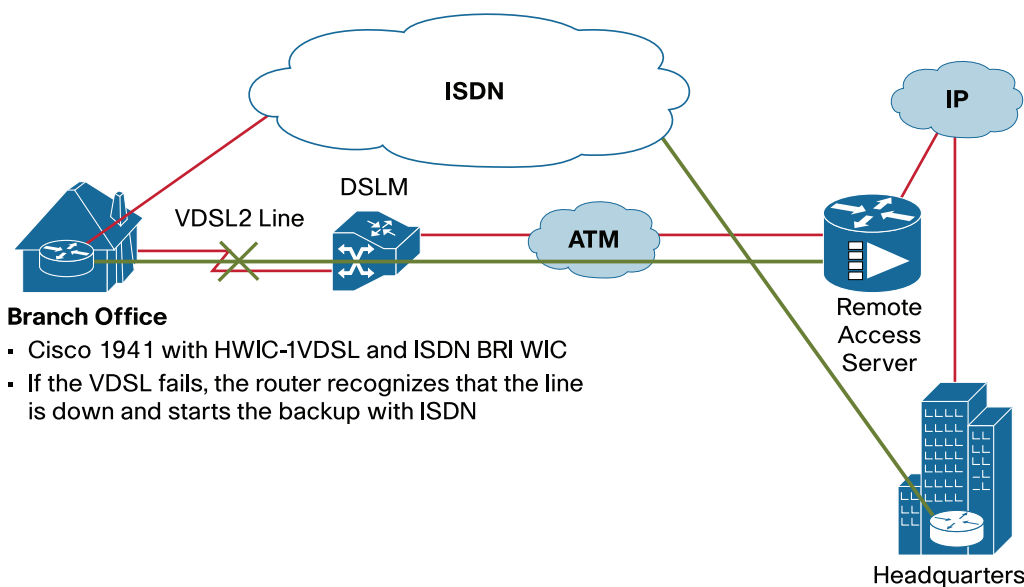 ISDN
IP
DSLM
VDSL2 Line
ATM
Remote
Access
Server
Branch Office
▪ Cisco 1941 with HWIC-1VDSL and ISDN BRI WIC
▪ If the VDSL fails, the router recognizes that the line
is down and starts the backup with ISDN
Headquarters